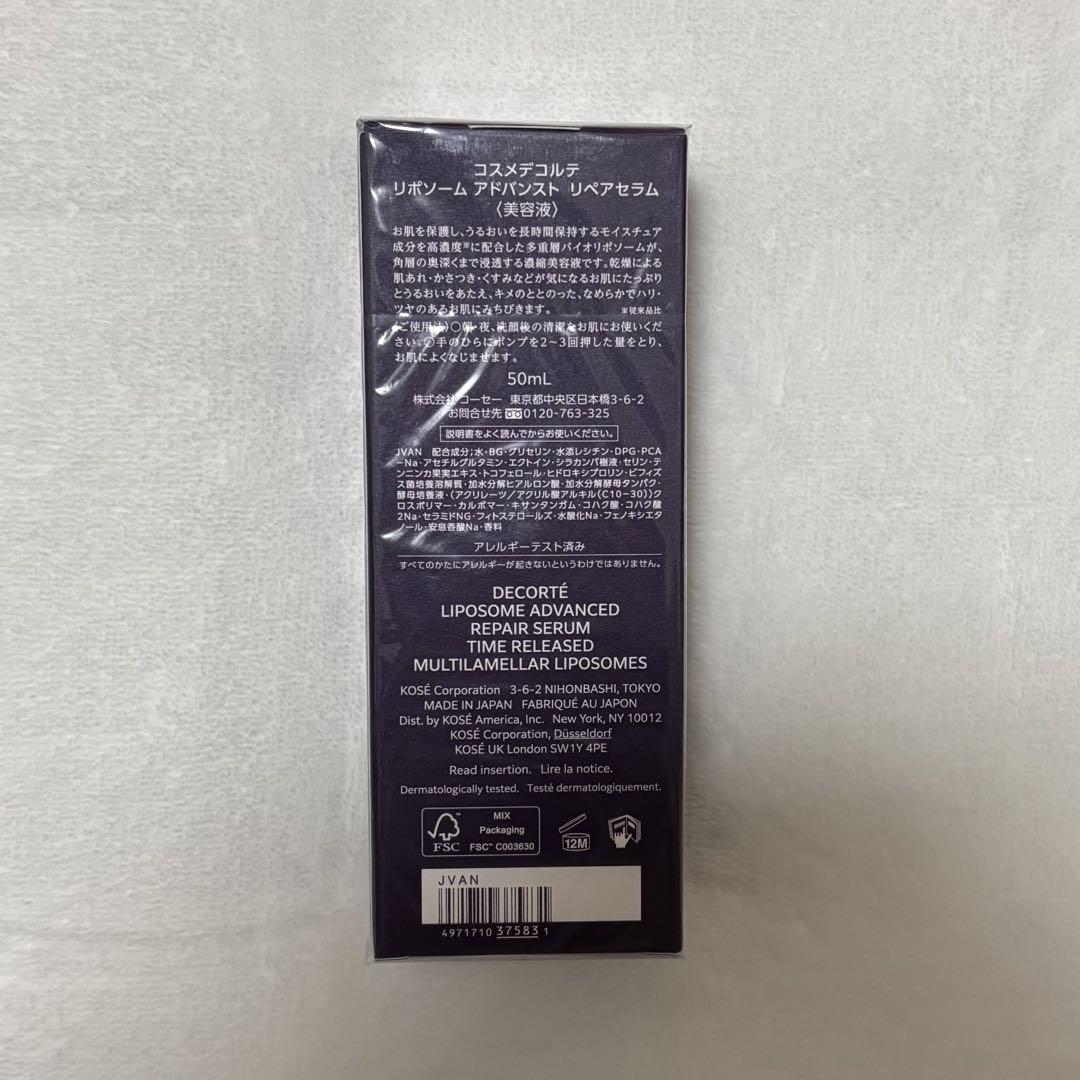 コスメデコルテ
リポソーム アドバンスト リペアセラム
〈美容液〉
お肌を保護し、うるおいを長時間保持するモイスチュア
成分を高濃度※に配合した多重層バイオリポソームが、
角層の奥深くまで浸透する濃縮美容液です。乾燥による
肌あれ・かさつき・くすみなどが気になるお肌にたっぷり
とうるおいをあたえ、キメのととのった、なめらかでハリ・
ツヤのあるお肌にみちびきます。 ※従来品比
〈ご使用法〉○朝・夜、洗顔後の清潔なお肌にお使いくだ
さい。○手のひらにポンプを2〜3回押した量をとり、
お肌によくなじませます。
50mL
株式会社 コーセー 東京都中央区日本橋3-6-2
お問合せ先 0120-763-325
説明書をよく読んでからお使いください。
JVAN 配合成分；水・BG・グリセリン・水添レシチン・DPG・PCA
-Na・アセチルグルタミン・エクトイン・シラカンバ樹液・セリン・テ
ンニンカ果実エキス・トコフェロール・ヒドロキシプロリン・ビフィズ
ス菌培養溶解質・加水分解ヒアルロン酸・加水分解酵母タンパク・
酵母培養液・(アクリレーツ／アクリル酸アルキル(C10-30))ク
ロスポリマー・カルボマー・キサンタンガム・コハク酸・コハク酸
2Na・セラミドNG・フィトステロールズ・水酸化Na・フェノキシエタ
ノール・安息香酸Na・香料
アレルギーテスト済み
すべてのかたにアレルギーが起きないというわけではありません。
DECORTÉ
LIPOSOME ADVANCED
REPAIR SERUM
TIME RELEASED
MULTILAMELLAR LIPOSOMES
KOSÉ Corporation 3-6-2 NIHONBASHI, TOKYO
MADE IN JAPAN FABRIQUÉ AU JAPON
Dist. by KOSÉ America, Inc. New York, NY 10012
KOSÉ Corporation, Düsseldorf
KOSÉ UK London SW1Y 4PE
Read insertion. Lire la notice.
Dermatologically tested. Testé dermatologiquement.
MIX
Packaging
FSC™ C003630
FSC
12M
JVAN
4971710 37583 1